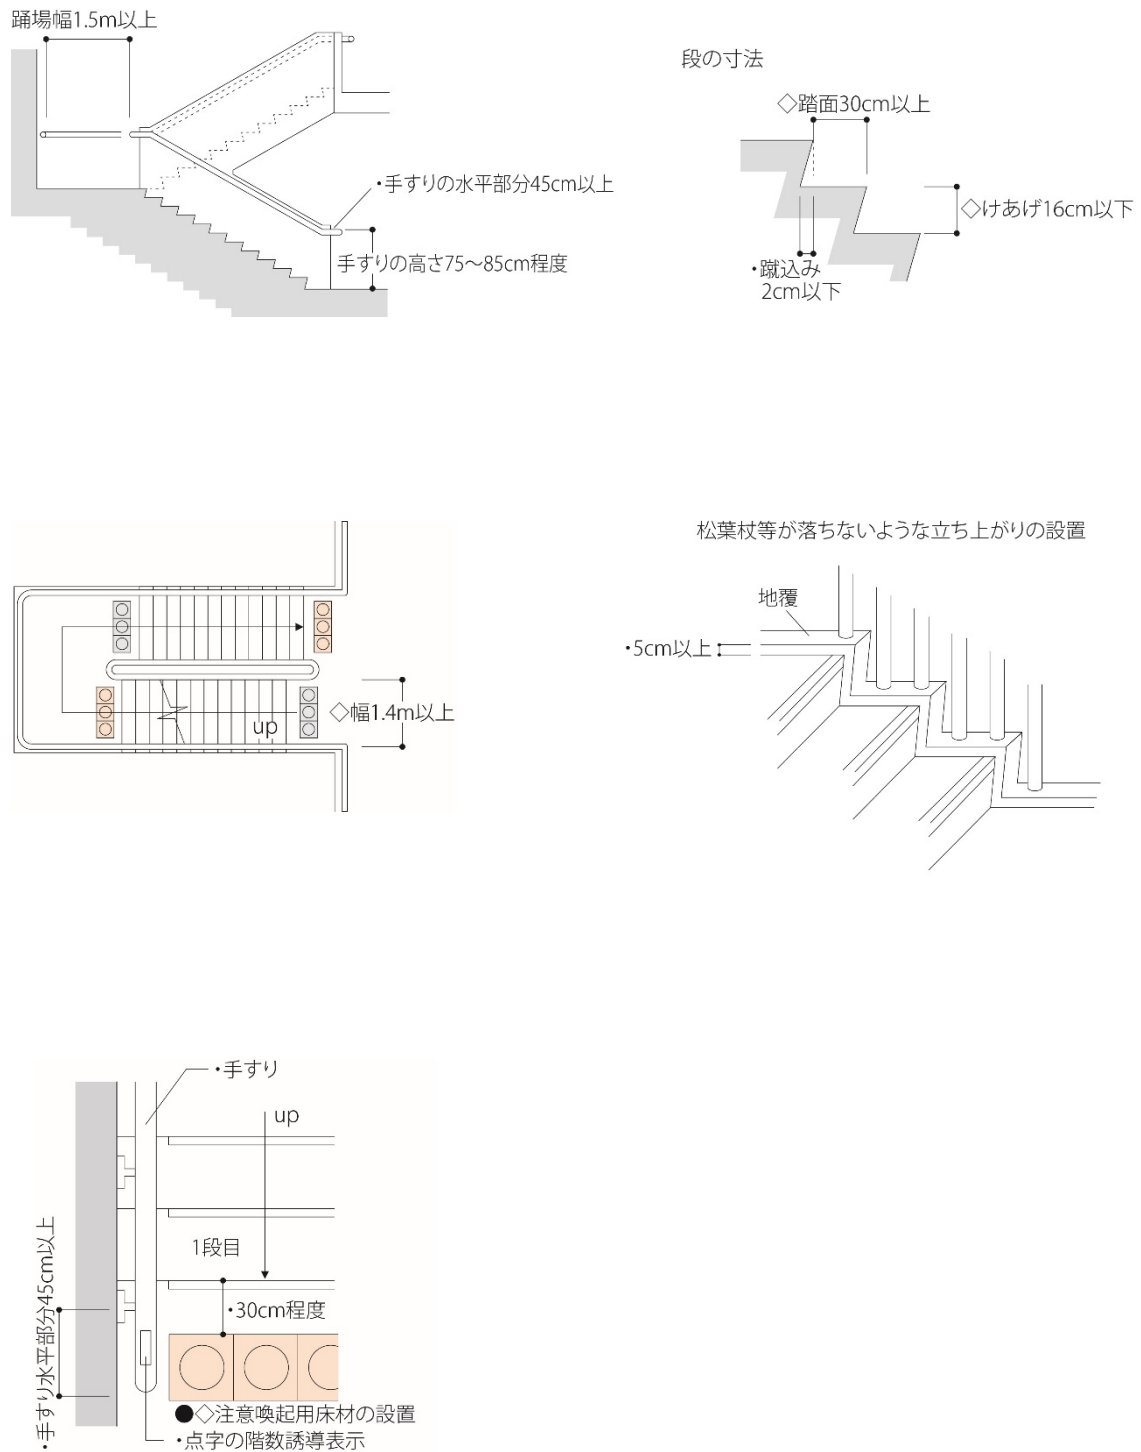 踊場幅1.5m以上
・手すりの水平部分45cm以上
手すりの高さ75～85cm程度
段の寸法
◇踏面30cm以上
◇けあげ16cm以下
・蹴込み
2cm以下
up
◇幅1.4m以上
松葉杖等が落ちないような立ち上がりの設置
地覆
・5cm以上
・手すり
up
1段目
・30cm程度
・手すり水平部分45cm以上
●◇注意喚起用床材の設置
・点字の階数誘導表示